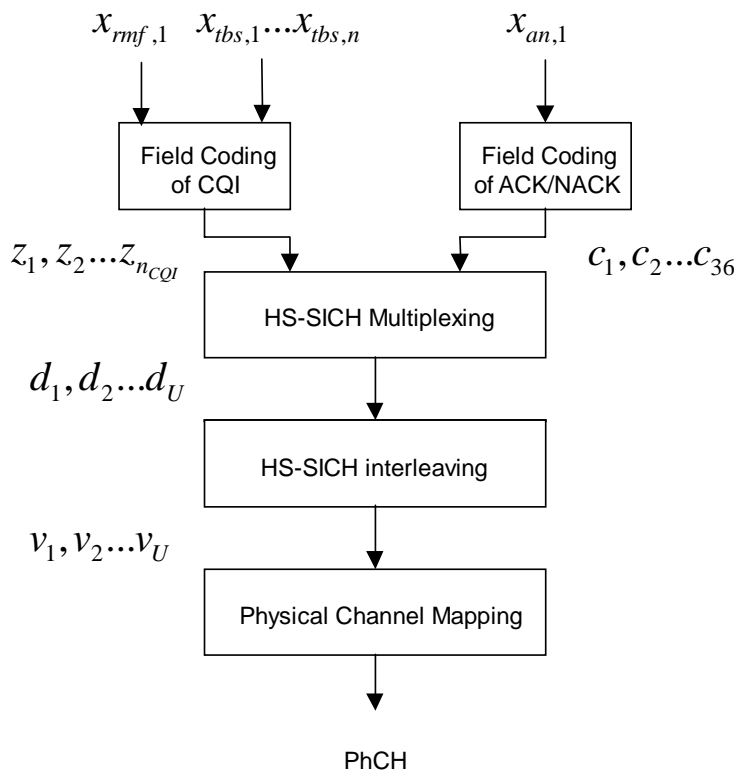 x_{rmf,1} x_{tbs,1}...x_{tbs,n} x_{an,1}
Field Coding
of CQI
Field Coding
of ACK/NACK
z_1, z_2...z_{n_{CQI}} c_1, c_2...c_{36}
HS-SICH Multiplexing
d_1, d_2...d_U
HS-SICH interleaving
v_1, v_2...v_U
Physical Channel Mapping
PhCH